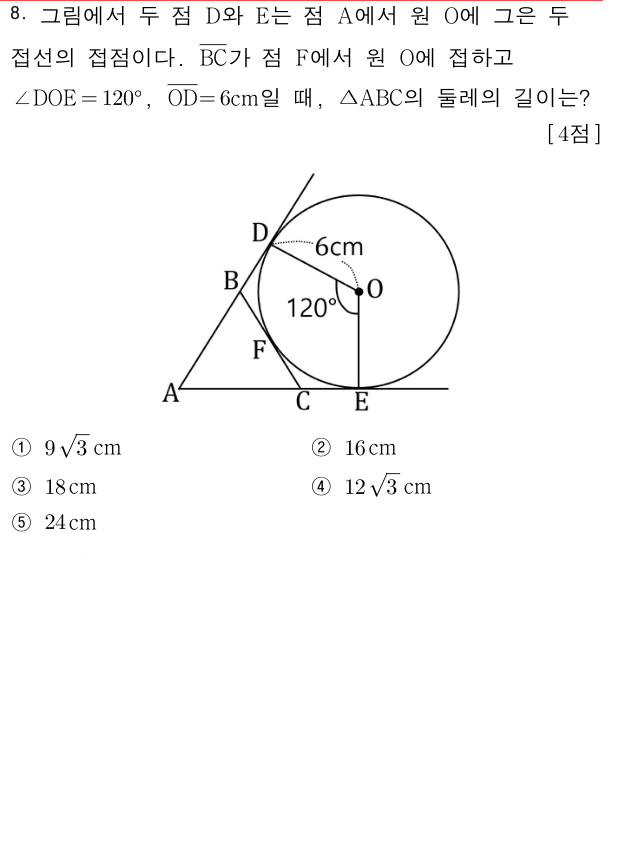 8. 그림에서 두 점 D와 E는 점 A에서 원 O에 그은 두
접선의 접점이다. $\overline{BC}$가 점 F에서 원 O에 접하고
∠DOE=120°, $\overline{OD}$=6cm일 때, △ABC의 둘레의 길이는?
[4점]
D
6cm
B
O
120°
F
A
C
E
① 9√3 cm
② 16cm
③ 18cm
④ 12√3 cm
⑤ 24cm